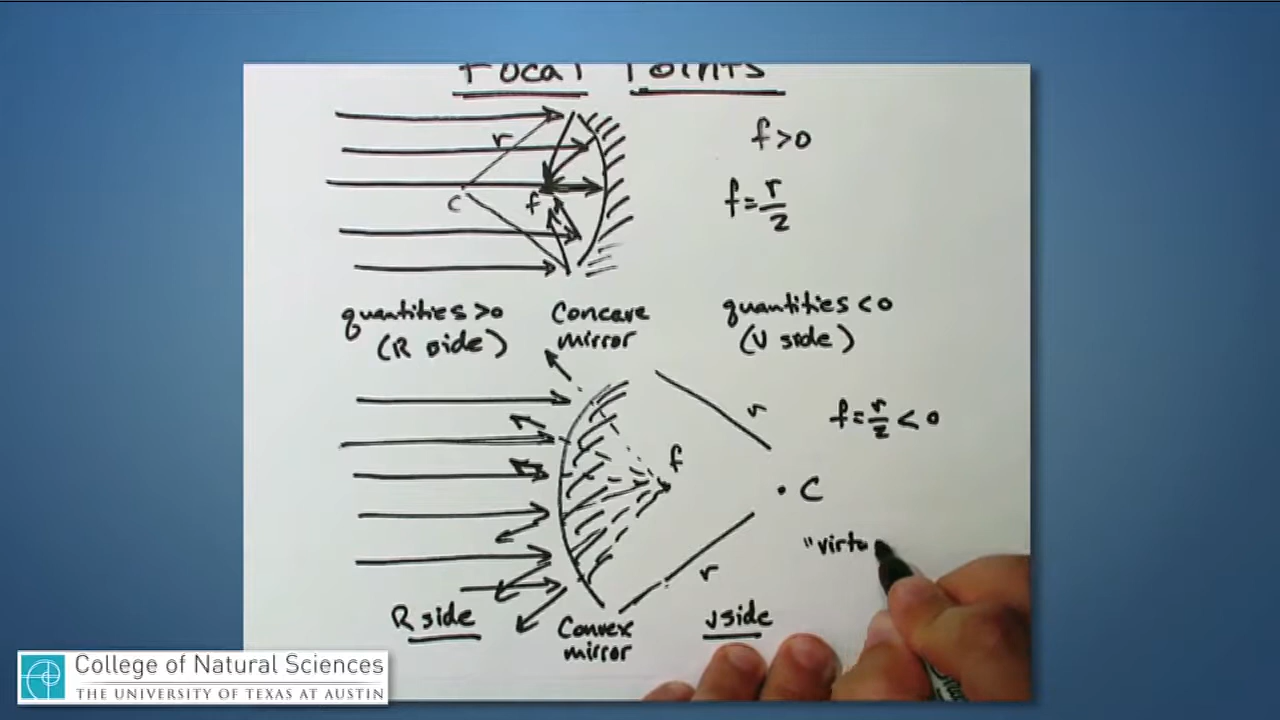 Focal Points
r
c
f
f>0
f=r/2
quantities >0
(R side)
Concave
mirror
quantities <0
(V side)
r
f
f=r/2 < 0
C
"virtu
r
R side
Convex
mirror
V side
College of Natural Sciences
THE UNIVERSITY OF TEXAS AT AUSTIN